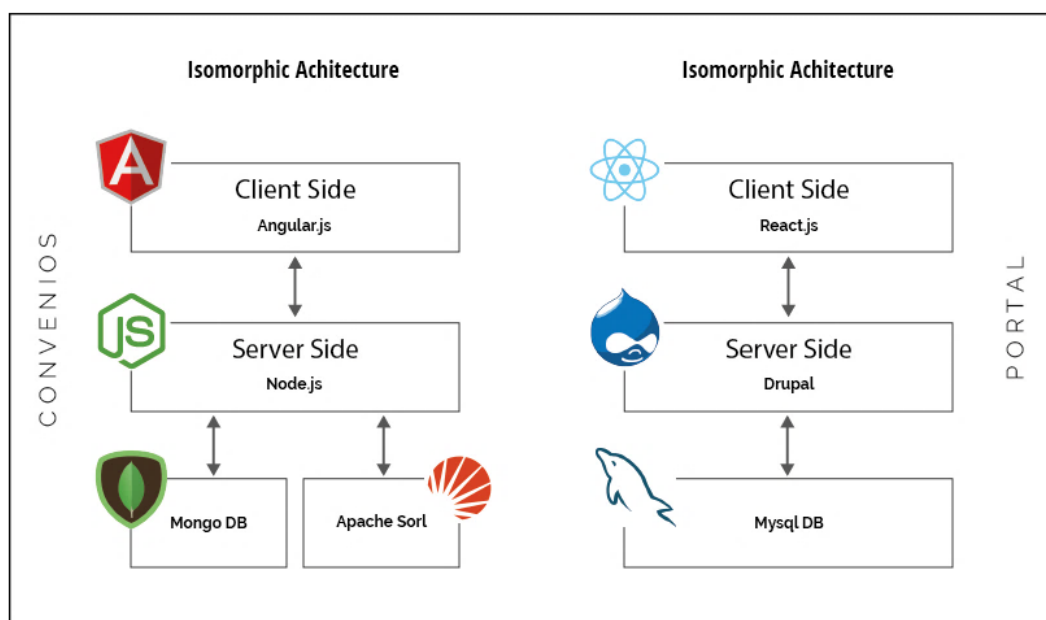 Isomorphic Achitecture
CONVENIOS
Client Side
Angular.js
JS
Server Side
Node.js
Mongo DB
Apache Sorl
Isomorphic Achitecture
Client Side
React.js
Server Side
Drupal
Mysql DB
PORTAL